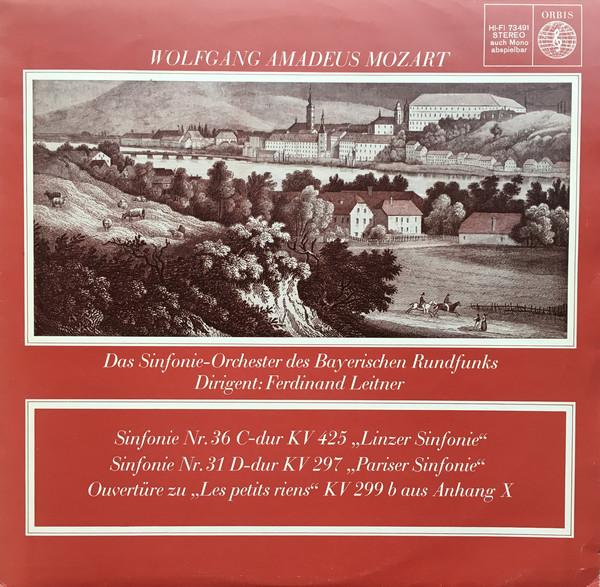 HI-FI 73491
STEREO
auch Mono
abspielbar
ORBIS
WOLFGANG AMADEUS MOZART
Das Sinfonie-Orchester des Bayerischen Rundfunks
Dirigent: Ferdinand Leitner
Sinfonie Nr. 36 C-dur KV 425 „Linzer Sinfonie“
Sinfonie Nr. 31 D-dur KV 297 „Pariser Sinfonie“
Ouvertüre zu „Les petits riens“ KV 299 b aus Anhang X